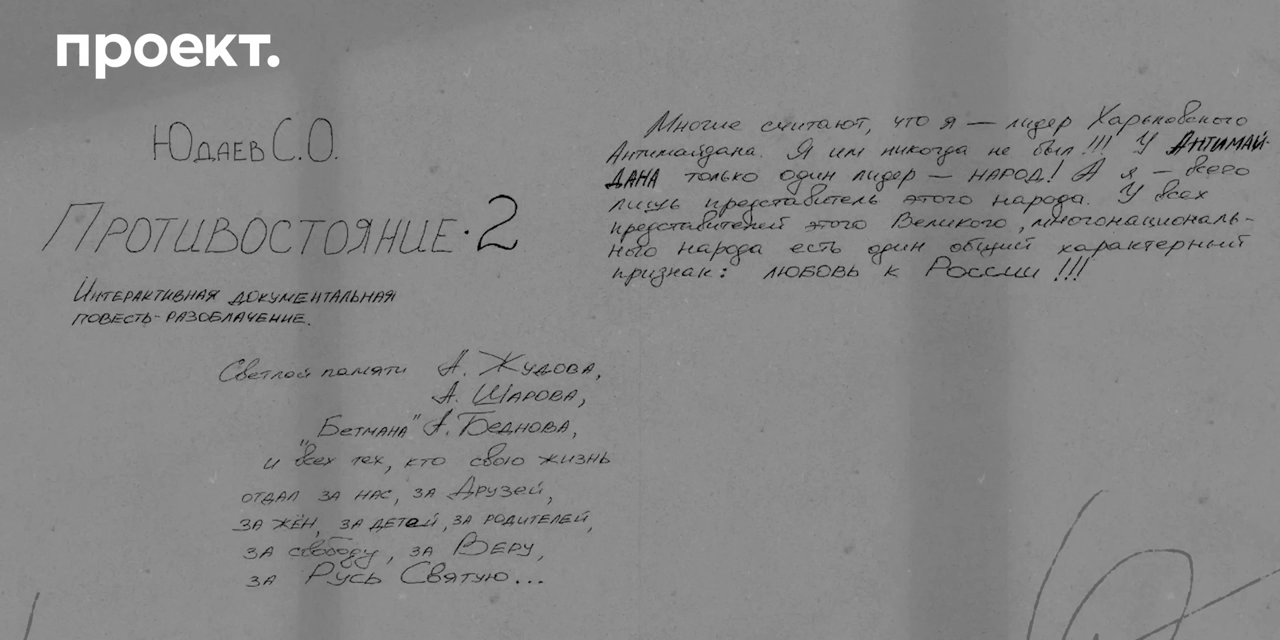 проект.
Юдаев С.О.
Противостояние·2
Интерактивная документальная
повесть-разоблачение.
Светлой памяти А. Жудова,
А. Шарова,
„Бетмана" А. Беднова,
и всех тех, кто свою жизнь
отдал за нас, за Друзей,
за жён, за детей, за родителей,
за свободу, за Веру,
за Русь Святую...
Многие считают, что я — лидер Харьковского
Антимайдана. Я им никогда не был!!! У АНТИМАЙ-
ДАНА только один лидер — НАРОД! А я — всего
лишь представитель этого народа. У всех
представителей этого Великого, многонациональ-
ного народа есть один общий характерный
признак: любовь к России!!!